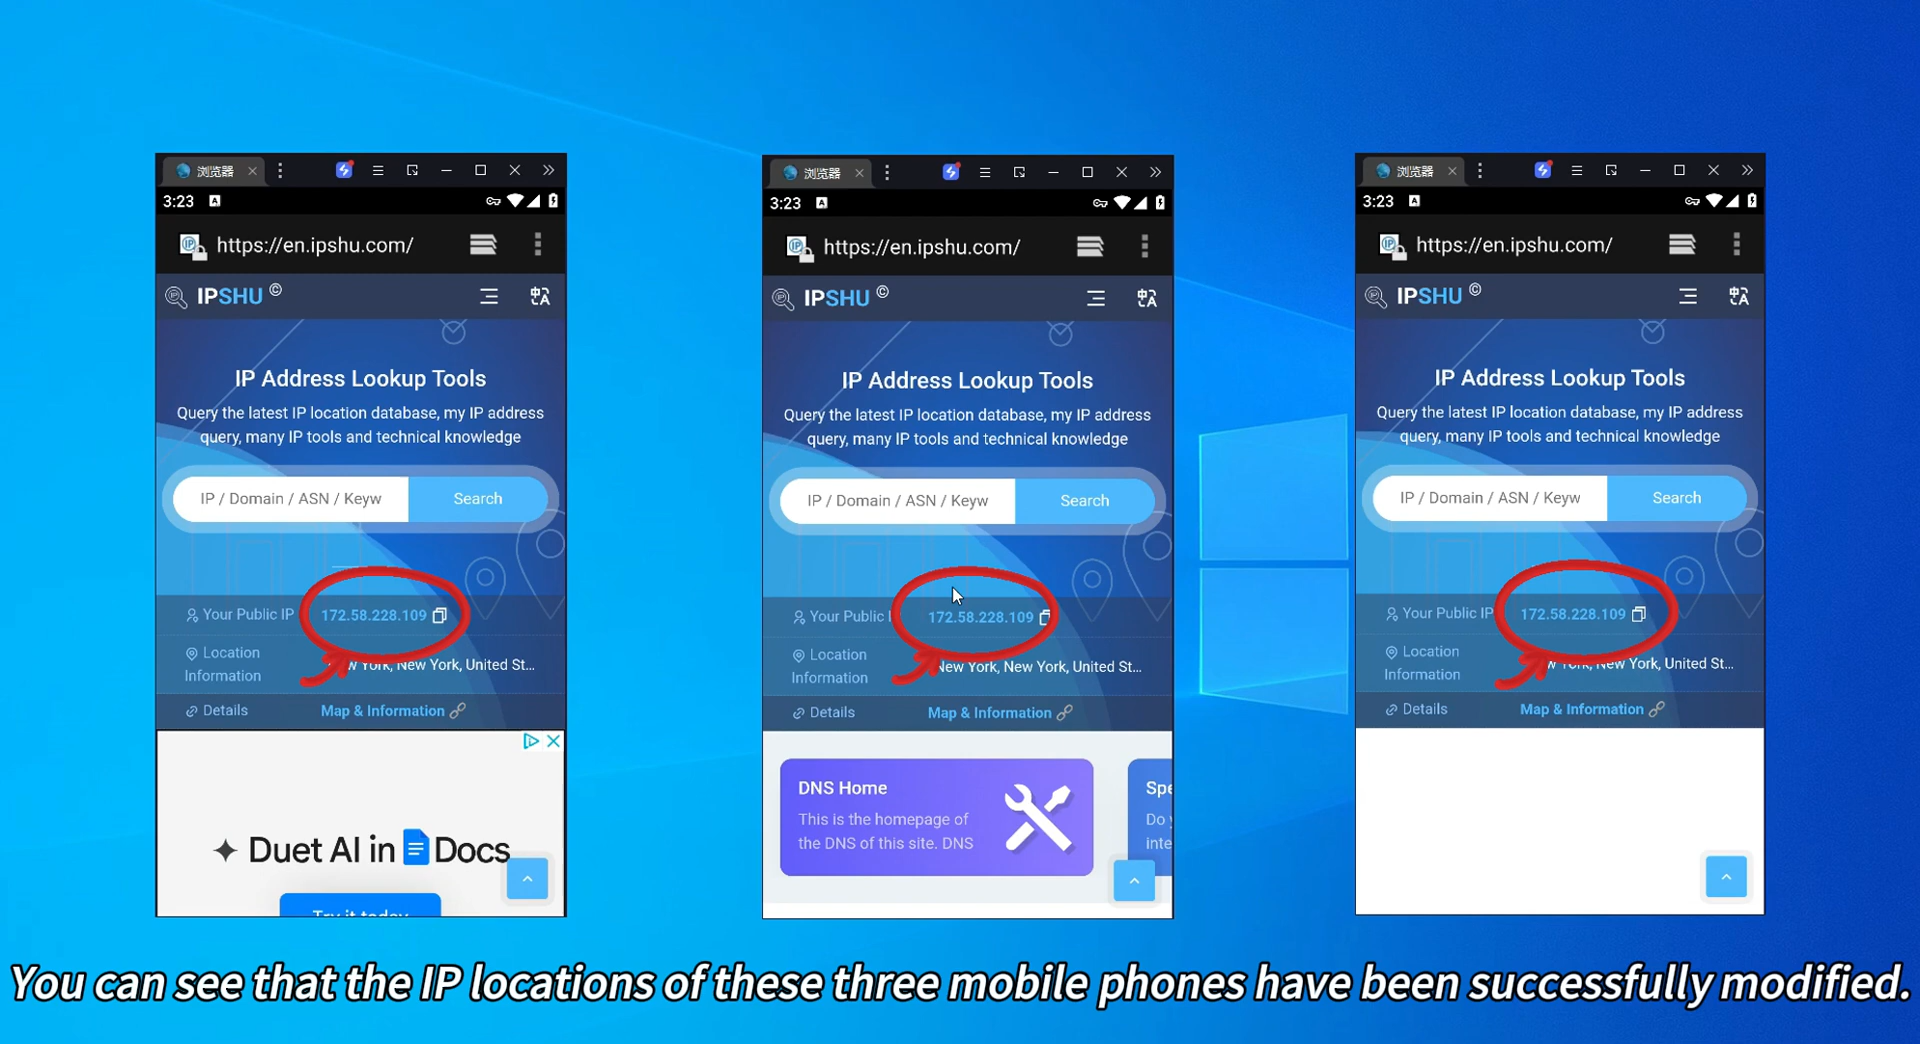 浏览器
3:23
A
https://en.ipshu.com/
IPSHU ©
IP Address Lookup Tools
Query the latest IP location database, my IP address
query, many IP tools and technical knowledge
IP / Domain / ASN / Keyw
Search
Your Public IP 172.58.228.109
Location
Information
New York, United St...
Details
Map & Information
Duet AI in Docs
Try it today
浏览器
3:23
A
https://en.ipshu.com/
IPSHU ©
IP Address Lookup Tools
Query the latest IP location database, my IP address
query, many IP tools and technical knowledge
IP / Domain / ASN / Keyw
Search
Your Public 172.58.228.109
Location
Information
New York, New York, United St...
Details
Map & Information
DNS Home
This is the homepage of
the DNS of this site. DNS
Spe
Do
inte
浏览器
3:23
A
https://en.ipshu.com/
IPSHU ©
IP Address Lookup Tools
Query the latest IP location database, my IP address
query, many IP tools and technical knowledge
IP / Domain / ASN / Keyw
Search
Your Public IP 172.58.228.109
Location
Information
New York, United St...
Details
Map & Information
You can see that the IP locations of these three mobile phones have been successfully modified.